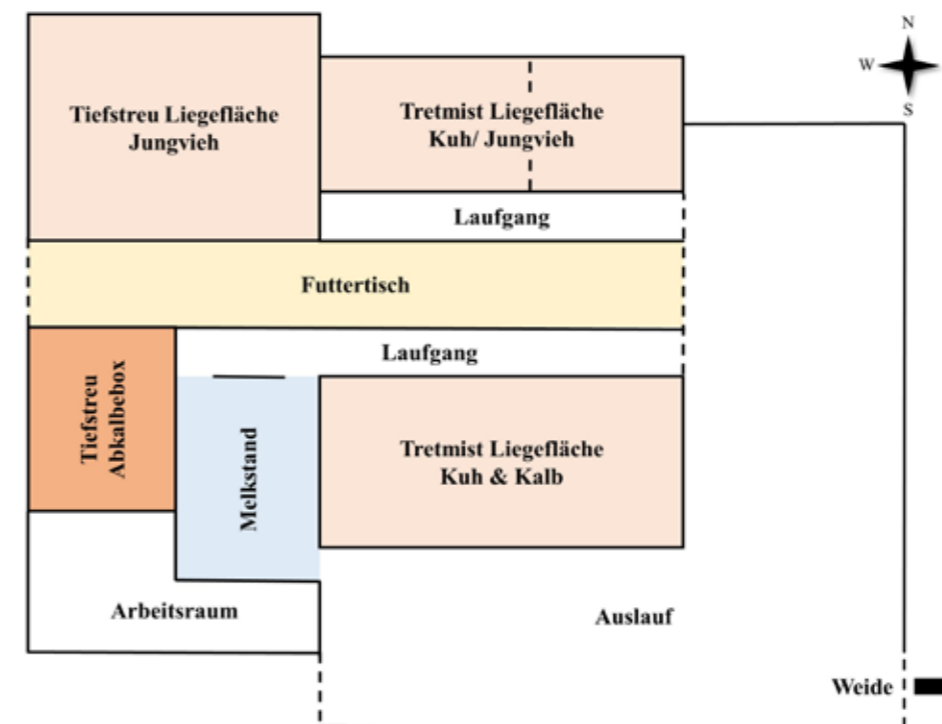 N
W
S
Tiefstreu Liegefläche
Jungvieh
Tretmist Liegefläche
Kuh/ Jungvieh
Laufgang
Futtertisch
Laufgang
Tiefstreu
Abkalbebox
Melkstand
Tretmist Liegefläche
Kuh & Kalb
Arbeitsraum
Auslauf
Weide